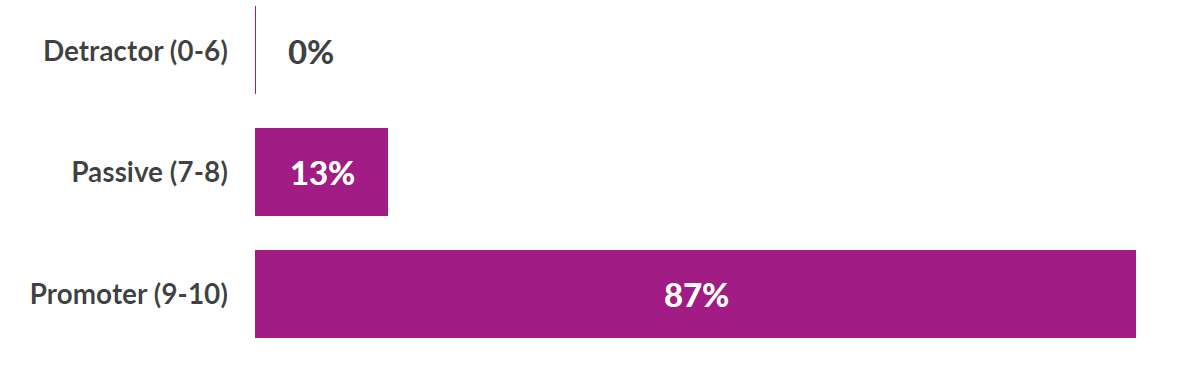 Detractor (0-6) 0%
Passive (7-8) 13%
Promoter (9-10) 87%